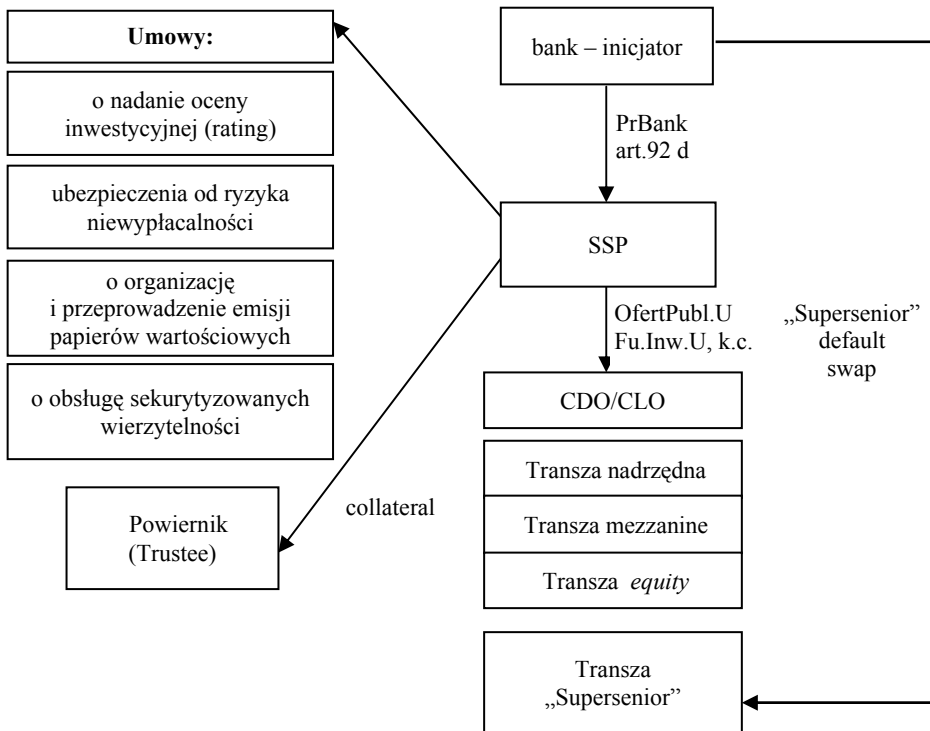 Umowy:
o nadanie oceny
inwestycyjnej (rating)
ubezpieczenia od ryzyka
niewypłacalności
o organizację
i przeprowadzenie emisji
papierów wartościowych
o obsługę sekurytyzowanych
wierzytelności
Powiernik
(Trustee)
collateral
bank – inicjator
PrBank
art.92 d
SSP
OfertPubl.U
Fu.Inw.U, k.c.
CDO/CLO
Transza nadrzędna
Transza mezzanine
Transza equity
Transza
„Supersenior”
„Supersenior”
default
swap